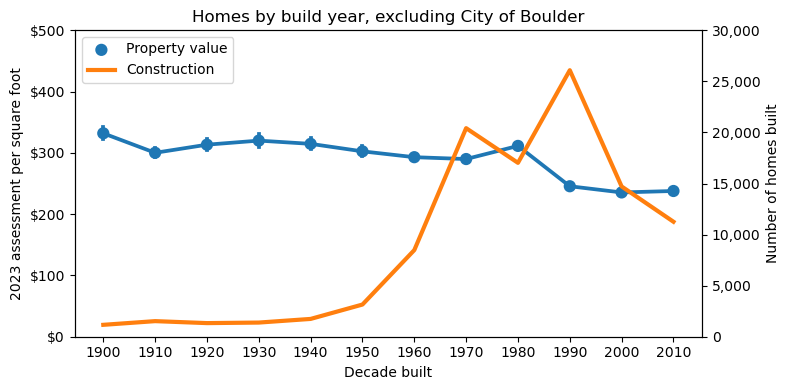 Homes by build year, excluding City of Boulder
Property value
Construction
2023 assessment per square foot
$500
$400
$300
$200
$100
$0
30,000
25,000
20,000
15,000
10,000
5,000
0
Number of homes built
1900 1910 1920 1930 1940 1950 1960 1970 1980 1990 2000 2010
Decade built